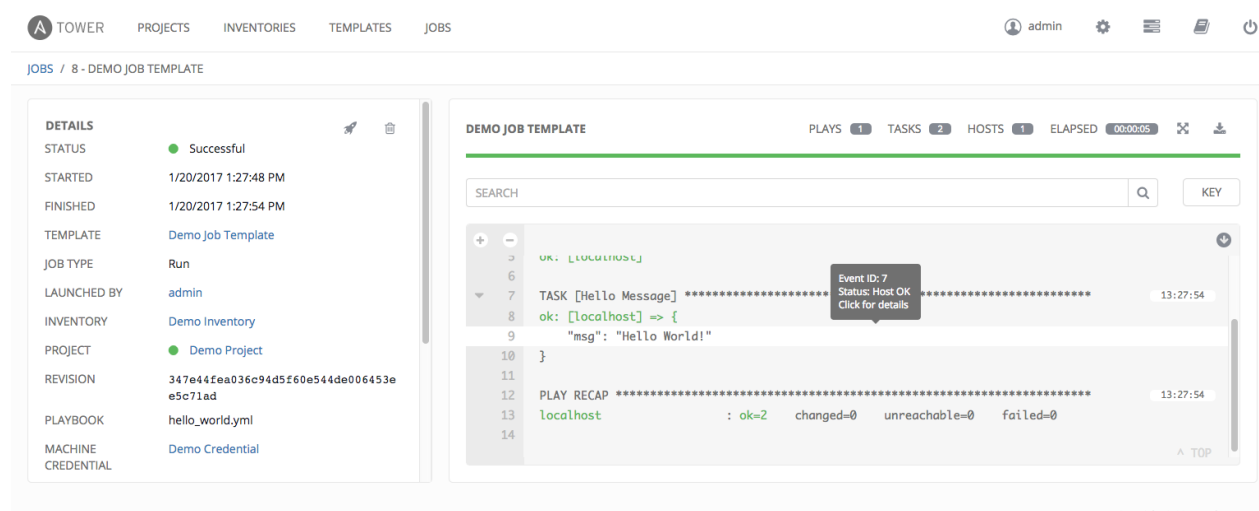 A TOWER PROJECTS INVENTORIES TEMPLATES JOBS admin
JOBS / 8 - DEMO JOB TEMPLATE
DETAILS
STATUS Successful
STARTED 1/20/2017 1:27:48 PM
FINISHED 1/20/2017 1:27:54 PM
TEMPLATE Demo Job Template
JOB TYPE Run
LAUNCHED BY admin
INVENTORY Demo Inventory
PROJECT Demo Project
REVISION 347e44fea036c94d5f60e544de006453e
e5c71ad
PLAYBOOK hello_world.yml
MACHINE Demo Credential
CREDENTIAL
DEMO JOB TEMPLATE PLAYS 1 TASKS 2 HOSTS 1 ELAPSED 00:00:05
SEARCH KEY
5 ok: [localhost]
6
Event ID: 7
Status: Host OK
Click for details
7 TASK [Hello Message] ********************* ************************* 13:27:54
8 ok: [localhost] => {
9 "msg": "Hello World!"
10 }
11
12 PLAY RECAP ********************************************************************* 13:27:54
13 localhost : ok=2 changed=0 unreachable=0 failed=0
14
^ TOP